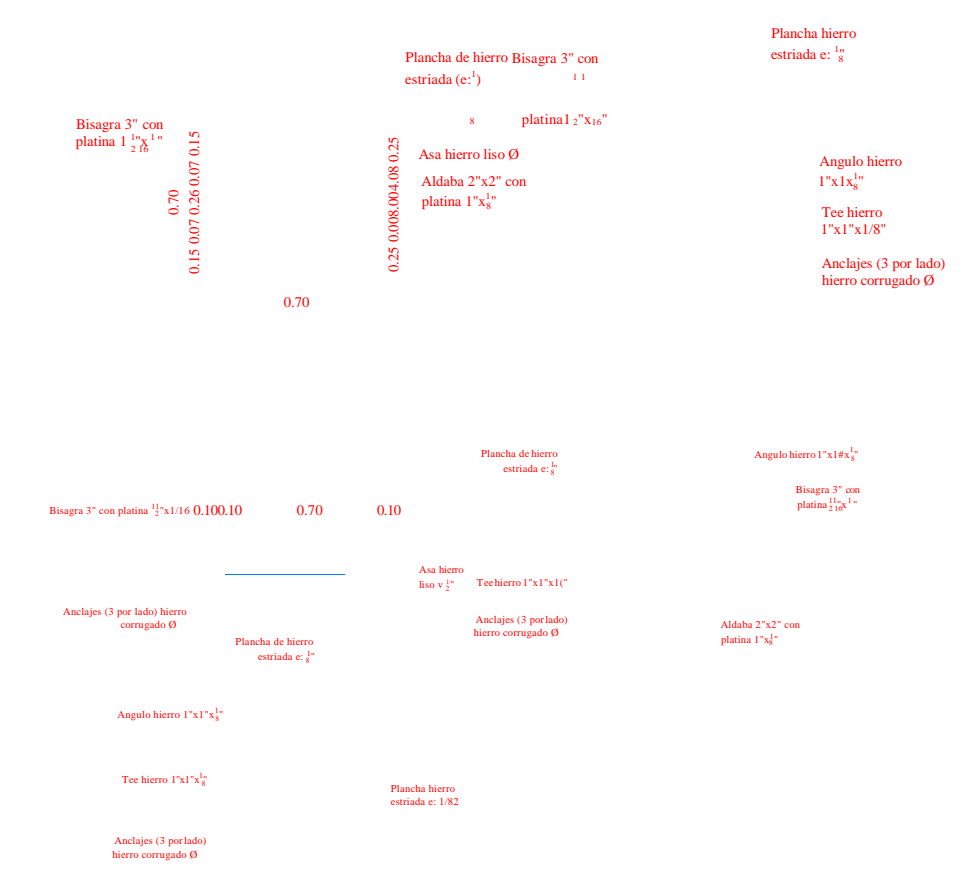 Plancha hierro
estriada e: 1/8"
Plancha de hierro
estriada (e:1)
8
Bisagra 3" con
1 1
platina1 2"x16"
Bisagra 3" con
platina 1 1/2"x 1/16"
0.70
0.15 0.07 0.26 0.07 0.15
0.25 0.008.004.08 0.25
Asa hierro liso Ø
Aldaba 2"x2" con
platina 1"x1/8"
Angulo hierro
1"x1x1/8"
Tee hierro
1"x1"x1/8"
Anclajes (3 por lado)
hierro corrugado Ø
0.70
Plancha de hierro
estriada e: 1/8"
Angulo hierro 1"x1#x1/8"
Bisagra 3" con
platina 11/2 16"x 1"
Bisagra 3" con platina 11/2"x1/16 0.100.10 0.70 0.10
Asa hierro
liso v 1/2"
Tee hierro 1"x1"x1("
Anclajes (3 por lado) hierro
corrugado Ø
Anclajes (3 por lado)
hierro corrugado Ø
Aldaba 2"x2" con
platina 1"x1/8"
Plancha de hierro
estriada e: 1/8"
Angulo hierro 1"x1"x1/8"
Tee hierro 1"x1"x1/8"
Plancha hierro
estriada e: 1/82
Anclajes (3 por lado)
hierro corrugado Ø